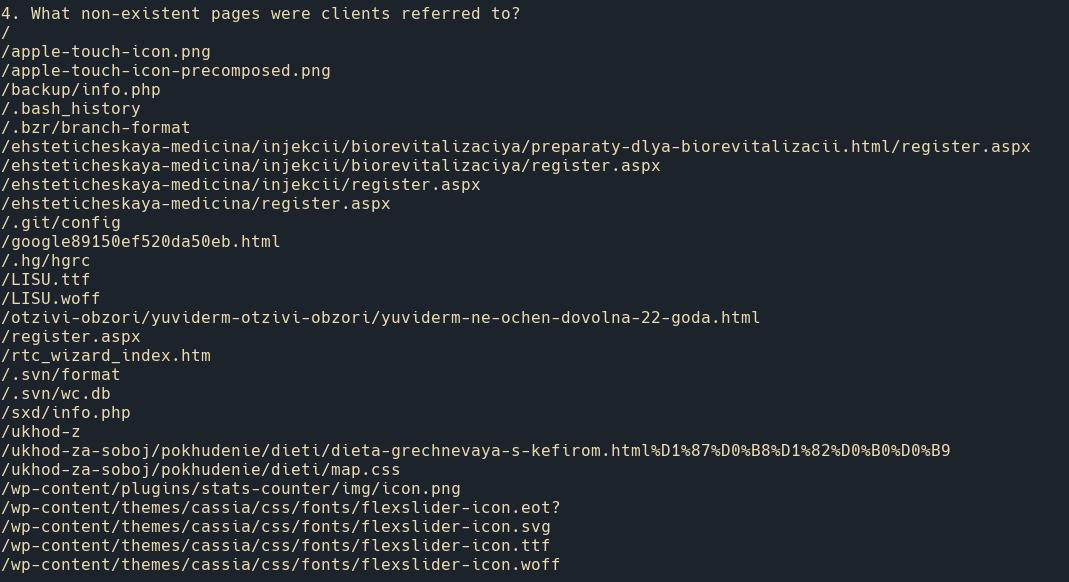 4. What non-existent pages were clients referred to?
/
/apple-touch-icon.png
/apple-touch-icon-precomposed.png
/backup/info.php
/.bash_history
/.bzr/branch-format
/ehsteticheskaya-medicina/injekcii/biorevitalizaciya/preparaty-dlya-biorevitalizacii.html/register.aspx
/ehsteticheskaya-medicina/injekcii/biorevitalizaciya/register.aspx
/ehsteticheskaya-medicina/injekcii/register.aspx
/ehsteticheskaya-medicina/register.aspx
/.git/config
/google89150ef520da50eb.html
/.hg/hgrc
/LISU.ttf
/LISU.woff
/otzivi-obzori/yuviderm-otzivi-obzori/yuviderm-ne-ochen-dovolna-22-goda.html
/register.aspx
/rtc_wizard_index.htm
/.svn/format
/.svn/wc.db
/sxd/info.php
/ukhod-z
/ukhod-za-soboj/pokhudenie/dieti/dieta-grechnevaya-s-kefirom.html%D1%87%D0%B8%D1%82%D0%B0%D0%B9
/ukhod-za-soboj/pokhudenie/dieti/map.css
/wp-content/plugins/stats-counter/img/icon.png
/wp-content/themes/cassia/css/fonts/flexslider-icon.eot?
/wp-content/themes/cassia/css/fonts/flexslider-icon.svg
/wp-content/themes/cassia/css/fonts/flexslider-icon.ttf
/wp-content/themes/cassia/css/fonts/flexslider-icon.woff